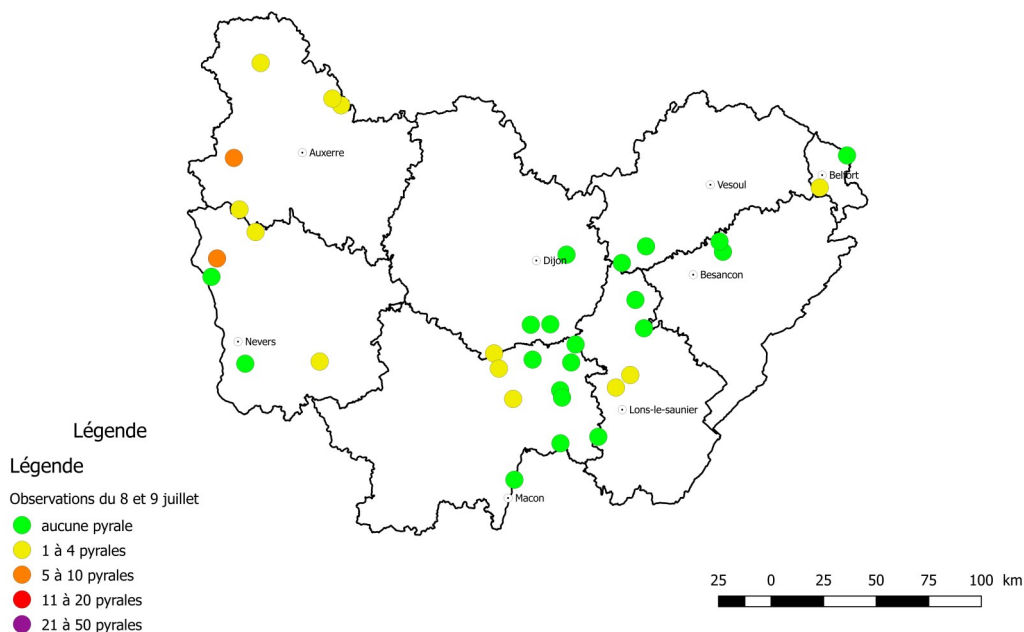 Auxerre
Vesoul
Belfort
Dijon
Besancon
Nevers
Lons-le-saunier
Macon
Légende
Légende
Observations du 8 et 9 juillet
aucune pyrale
1 à 4 pyrales
5 à 10 pyrales
11 à 20 pyrales
21 à 50 pyrales
25 0 25 50 75 100 km